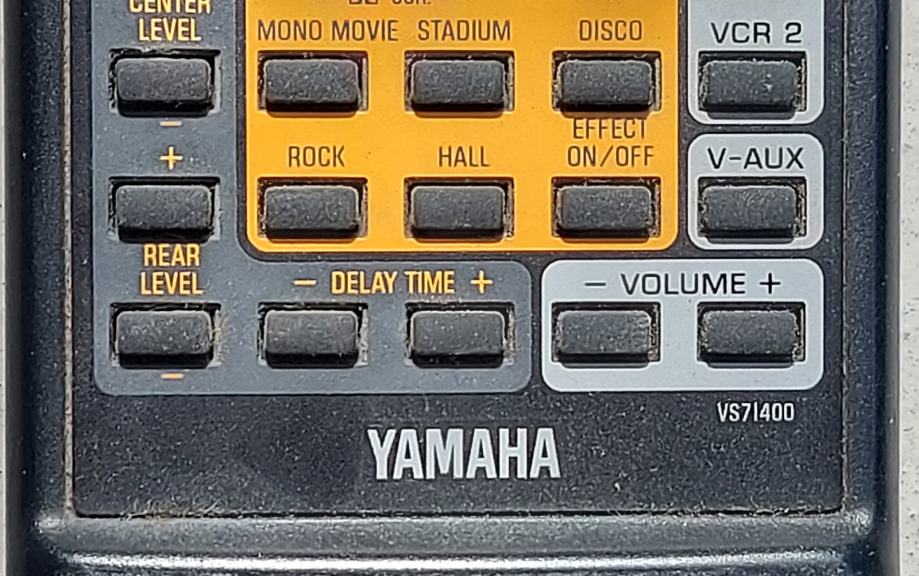 CENTER
LEVEL
MONO MOVIE STADIUM DISCO VCR 2
−
+
ROCK HALL EFFECT
ON/OFF V-AUX
REAR
LEVEL
− DELAY TIME + − VOLUME +
−
VS71400
YAMAHA